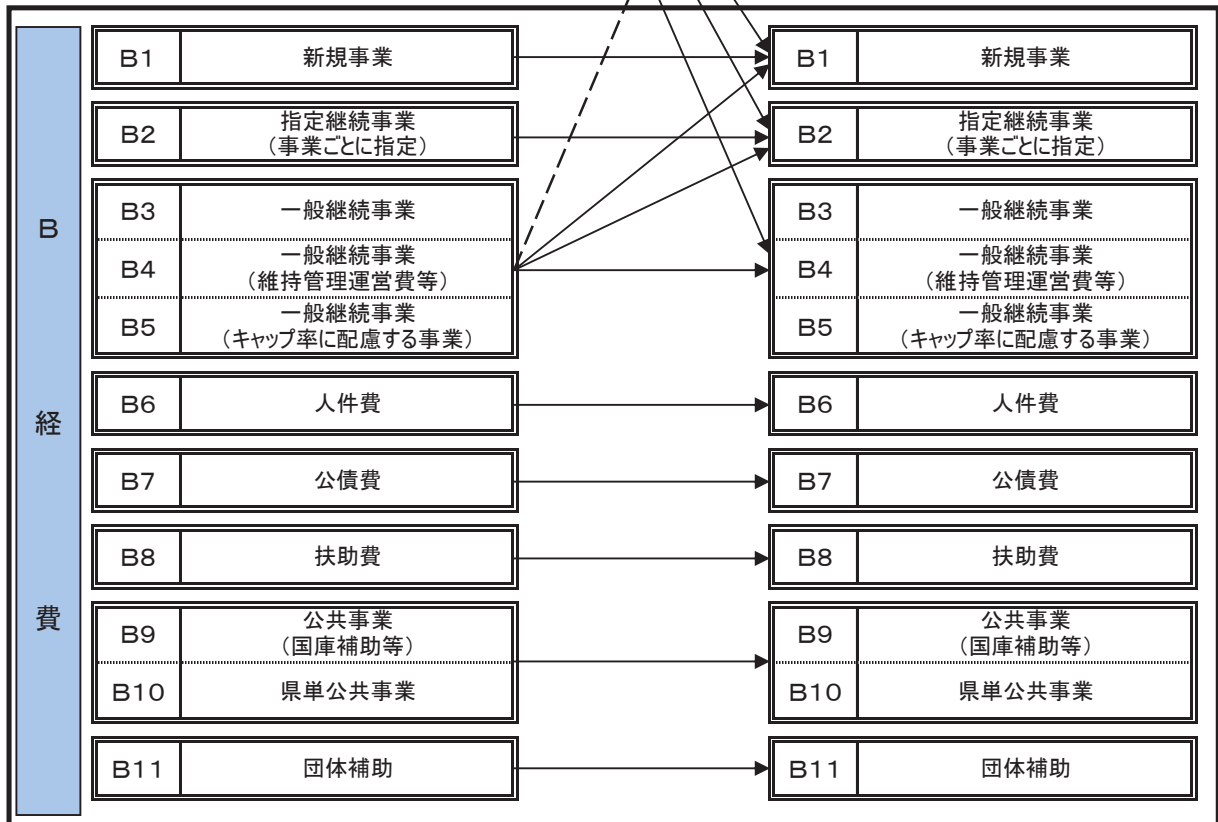 B
経
費
B1 新規事業
B2 指定継続事業
(事業ごとに指定)
B3 一般継続事業
B4 一般継続事業
(維持管理運営費等)
B5 一般継続事業
(キャップ率に配慮する事業)
B6 人件費
B7 公債費
B8 扶助費
B9 公共事業
(国庫補助等)
B10 県単公共事業
B11 団体補助
B1 新規事業
B2 指定継続事業
(事業ごとに指定)
B3 一般継続事業
B4 一般継続事業
(維持管理運営費等)
B5 一般継続事業
(キャップ率に配慮する事業)
B6 人件費
B7 公債費
B8 扶助費
B9 公共事業
(国庫補助等)
B10 県単公共事業
B11 団体補助